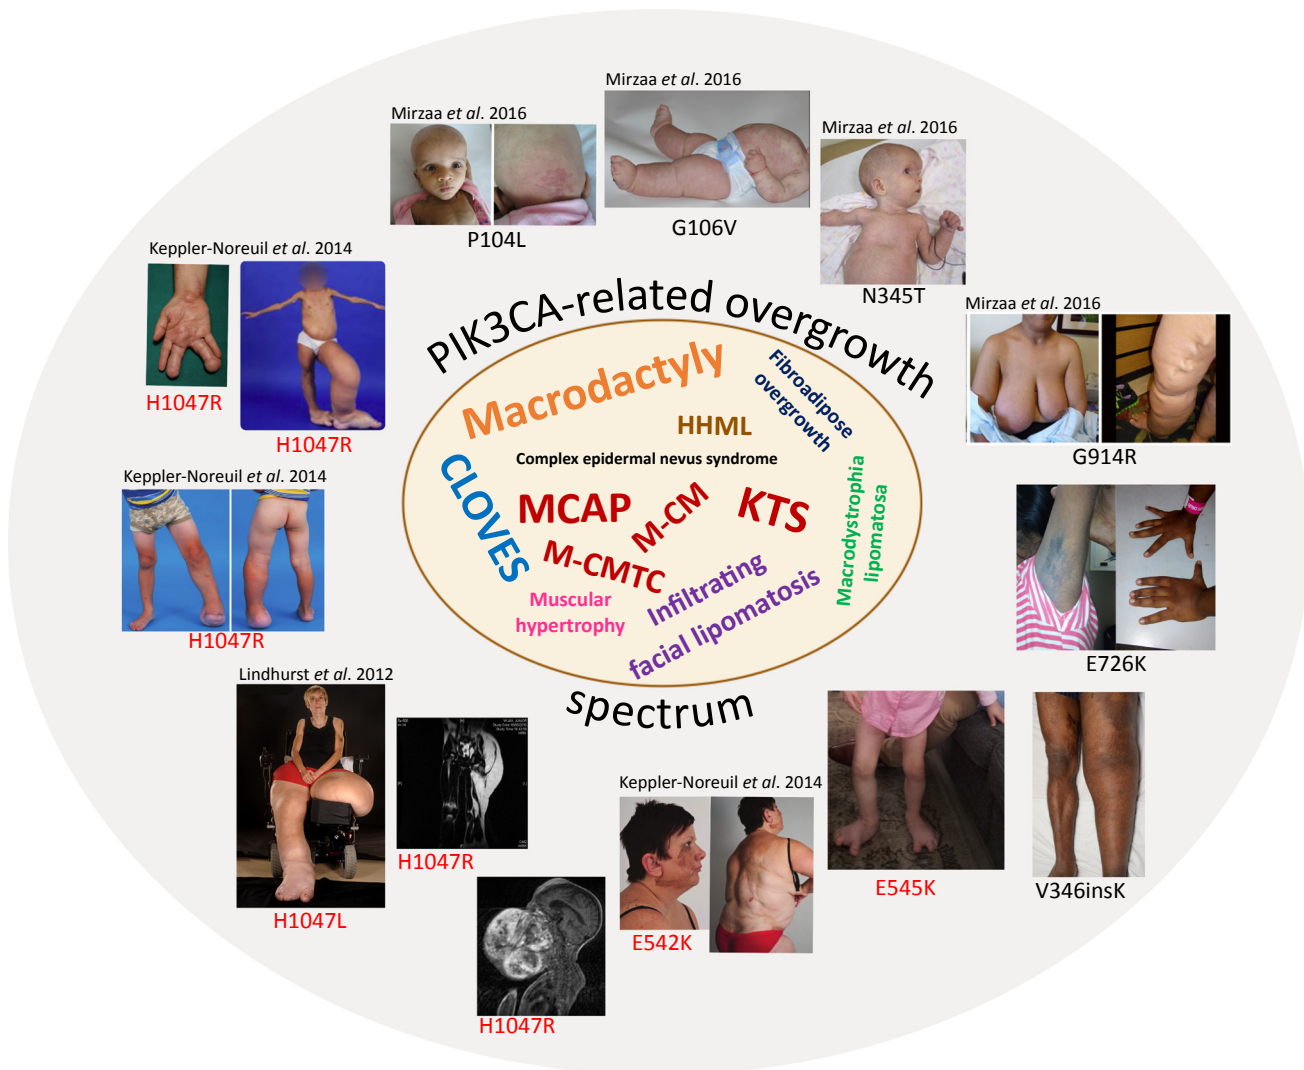 Mirzaa et al. 2016
Mirzaa et al. 2016
Mirzaa et al. 2016
P104L
G106V
N345T
Keppler-Noreuil et al. 2014
H1047R
H1047R
Mirzaa et al. 2016
G914R
PIK3CA-related overgrowth
spectrum
Macrodactyly
Fibroadipose
overgrowth
HHML
Complex epidermal nevus syndrome
CLOVES
MCAP
M-CM
KTS
M-CMTC
Macrodystrophia
lipomatosa
Muscular
hypertrophy
Infiltrating
facial lipomatosis
Keppler-Noreuil et al. 2014
H1047R
E726K
Lindhurst et al. 2012
H1047L
H1047R
H1047R
Keppler-Noreuil et al. 2014
E542K
E545K
V346insK